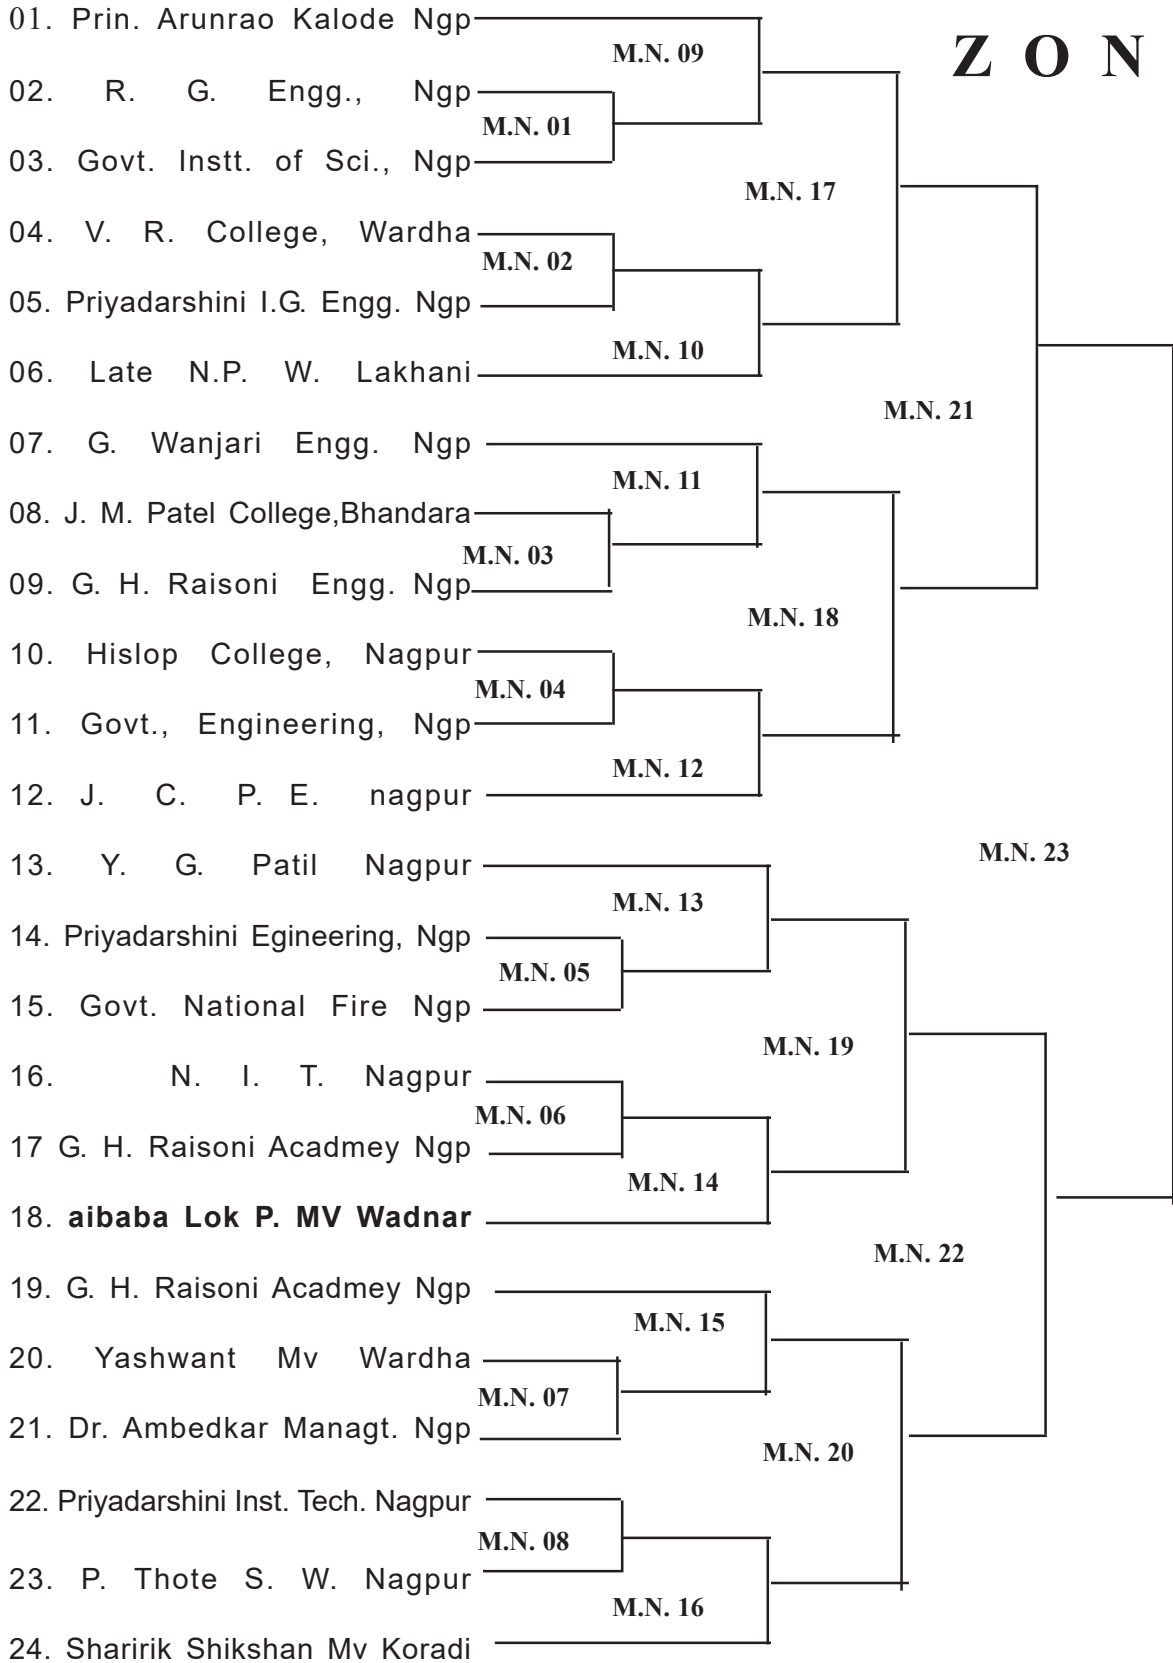 01. Prin. Arunrao Kalode Ngp
M.N. 09
Z O N
02. R. G. Engg., Ngp
M.N. 01
03. Govt. Instt. of Sci., Ngp
M.N. 17
04. V. R. College, Wardha
M.N. 02
05. Priyadarshini I.G. Engg. Ngp
M.N. 10
06. Late N.P. W. Lakhani
M.N. 21
07. G. Wanjari Engg. Ngp
M.N. 11
08. J. M. Patel College,Bhandara
M.N. 03
09. G. H. Raisoni Engg. Ngp
M.N. 18
10. Hislop College, Nagpur
M.N. 04
11. Govt., Engineering, Ngp
M.N. 12
12. J. C. P. E. nagpur
M.N. 23
13. Y. G. Patil Nagpur
M.N. 13
14. Priyadarshini Egineering, Ngp
M.N. 05
15. Govt. National Fire Ngp
M.N. 19
16. N. I. T. Nagpur
M.N. 06
17 G. H. Raisoni Acadmey Ngp
M.N. 14
18. aibaba Lok P. MV Wadnar
M.N. 22
19. G. H. Raisoni Acadmey Ngp
M.N. 15
20. Yashwant Mv Wardha
M.N. 07
21. Dr. Ambedkar Managt. Ngp
M.N. 20
22. Priyadarshini Inst. Tech. Nagpur
M.N. 08
23. P. Thote S. W. Nagpur
M.N. 16
24. Sharirik Shikshan Mv Koradi